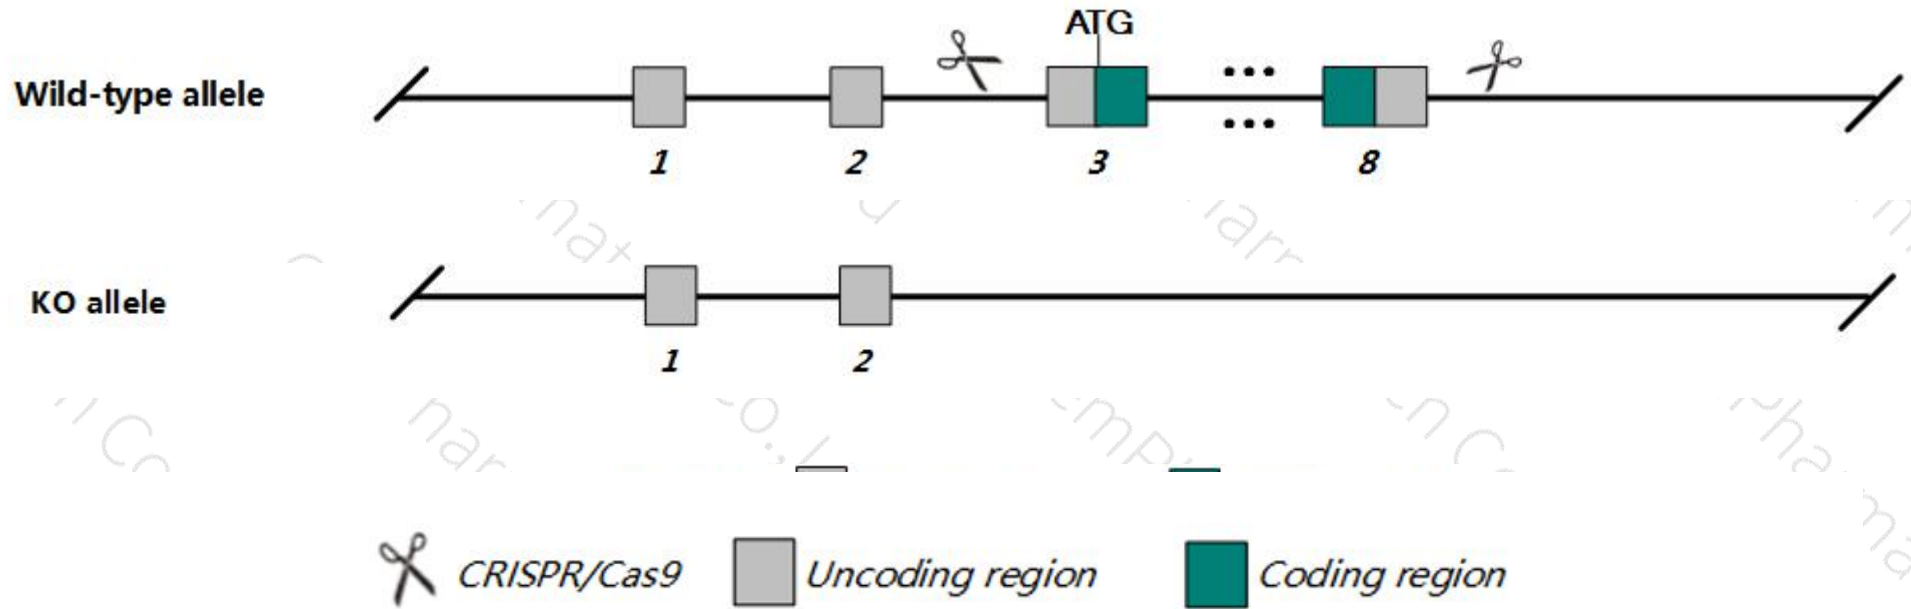 ATG
Wild-type allele
1 2 3 8
KO allele
1 2
CRISPR/Cas9 Uncoding region Coding region